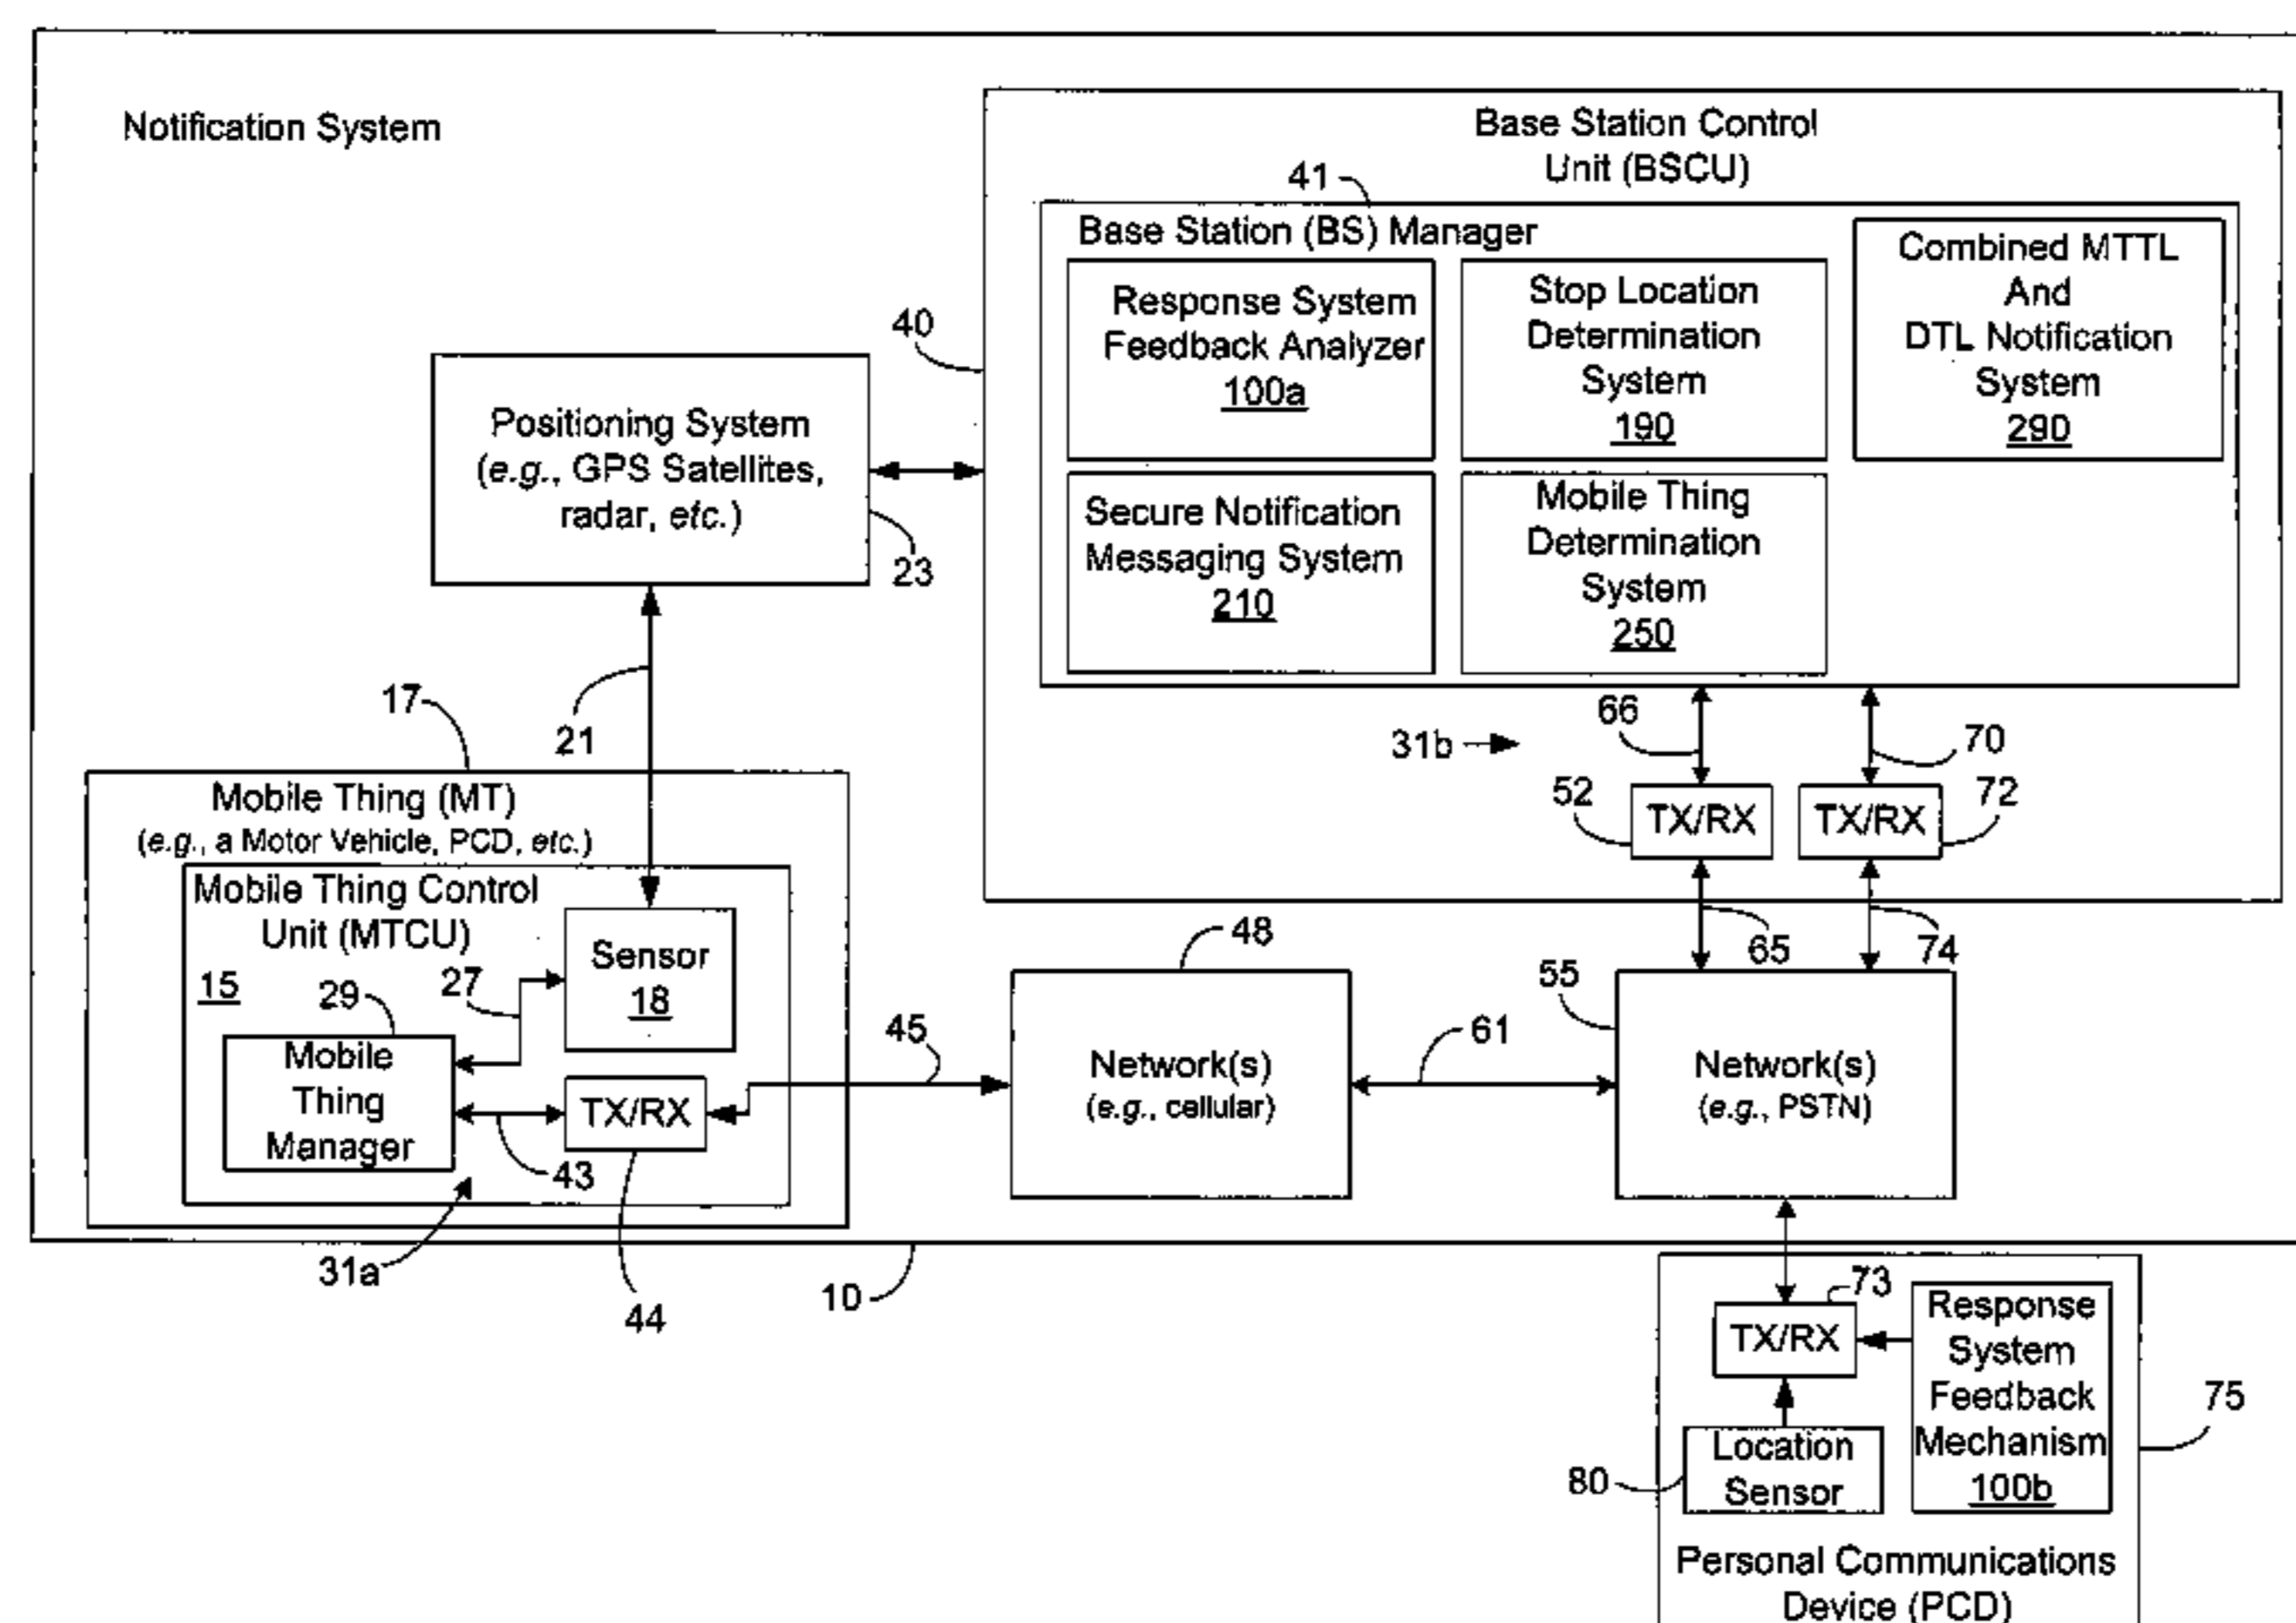 Notification System
Base Station Control
Unit (BSCU)
41
Base Station (BS) Manager
Response System
Feedback Analyzer
100a
Stop Location
Determination
System
190
Combined MTTL
And
DTL Notification
System
290
Secure Notification
Messaging System
210
Mobile Thing
Determination
System
250
40
Positioning System
(e.g., GPS Satellites,
radar, etc.)
23
21
17
66
31b
70
52
TX/RX
TX/RX
72
65
74
Mobile Thing (MT)
(e.g., a Motor Vehicle, PCD, etc.)
Mobile Thing Control
Unit (MTCU)
15
Sensor
18
27
29
Mobile
Thing
Manager
43
TX/RX
31a
44
45
48
Network(s)
(e.g., cellular)
61
55
Network(s)
(e.g., PSTN)
10
73
TX/RX
Response
System
Feedback
Mechanism
100b
75
80
Location
Sensor
Personal Communications
Device (PCD)